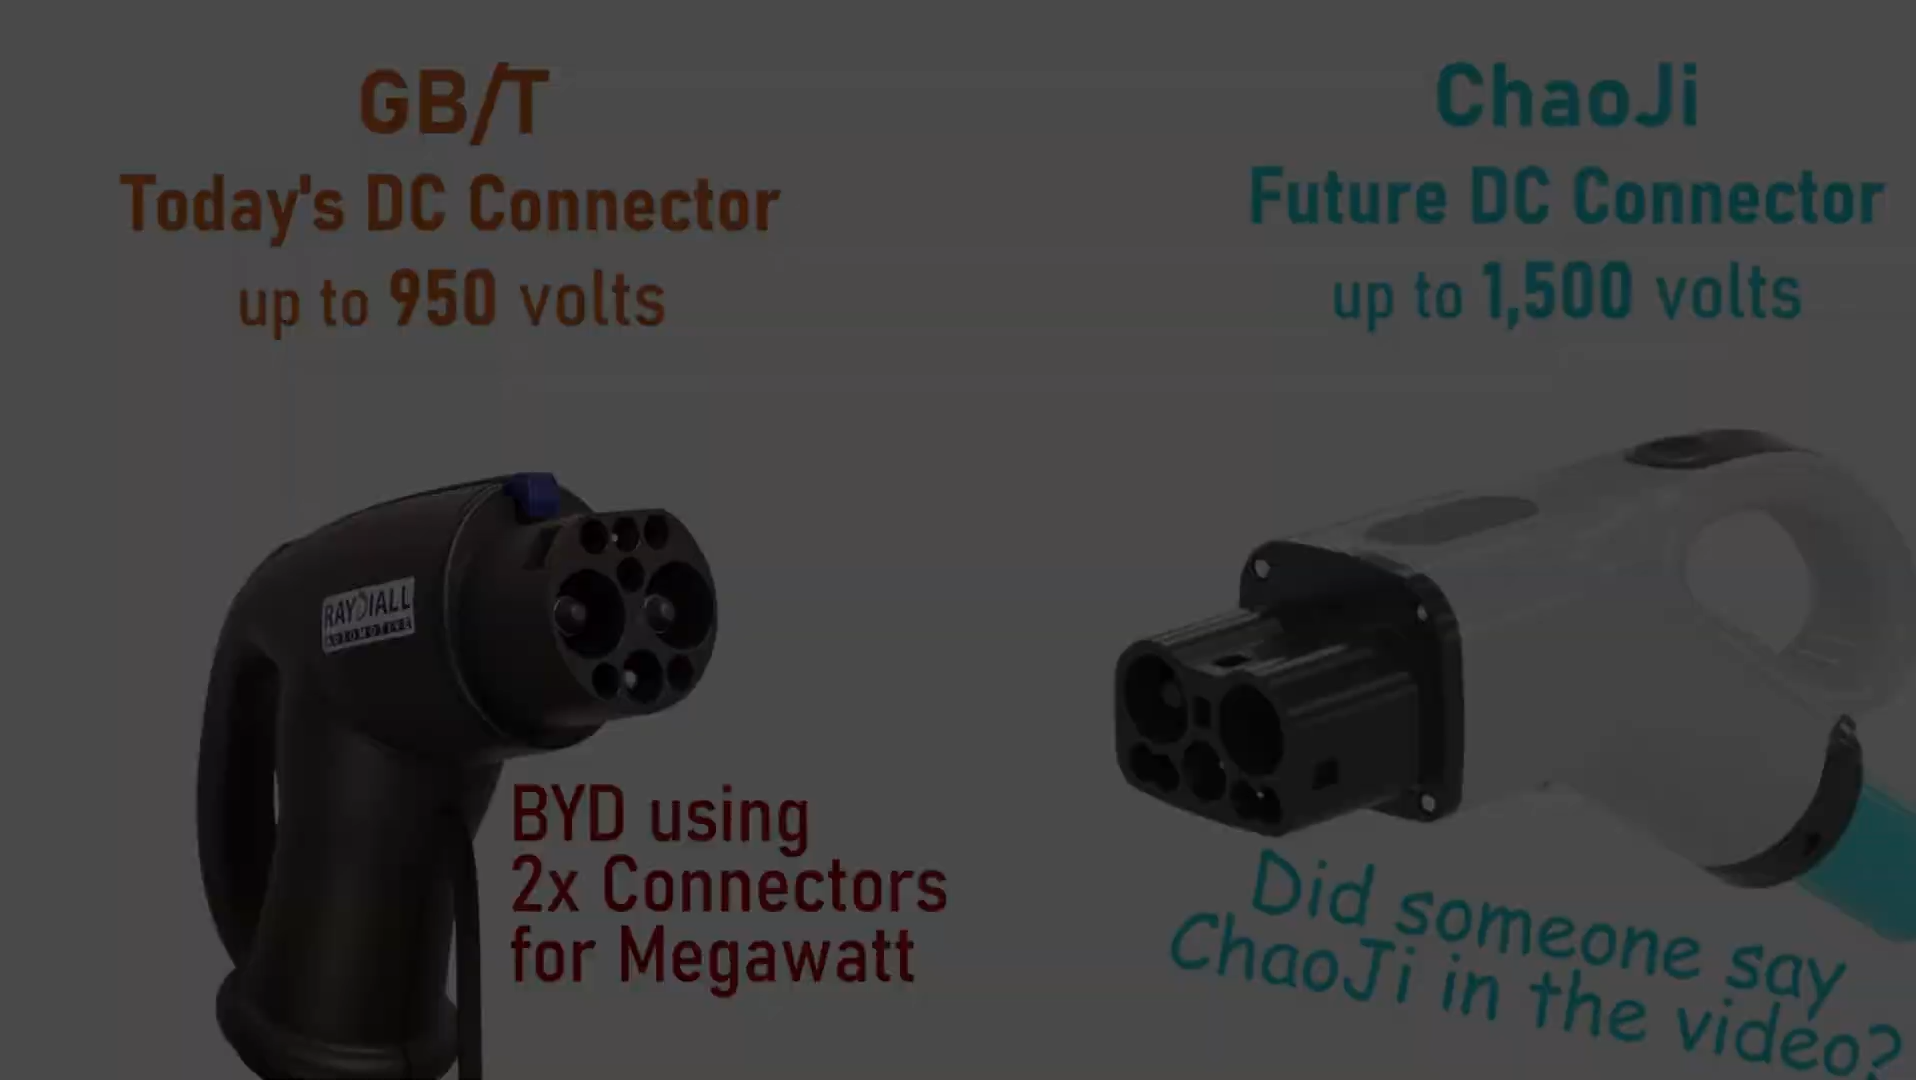 GB/T
Today's DC Connector
up to 950 volts
ChaoJi
Future DC Connector
up to 1,500 volts
RAYDIALL
AUTOMOTIVE
BYD using
2x Connectors
for Megawatt
Did someone say
ChaoJi in the video?